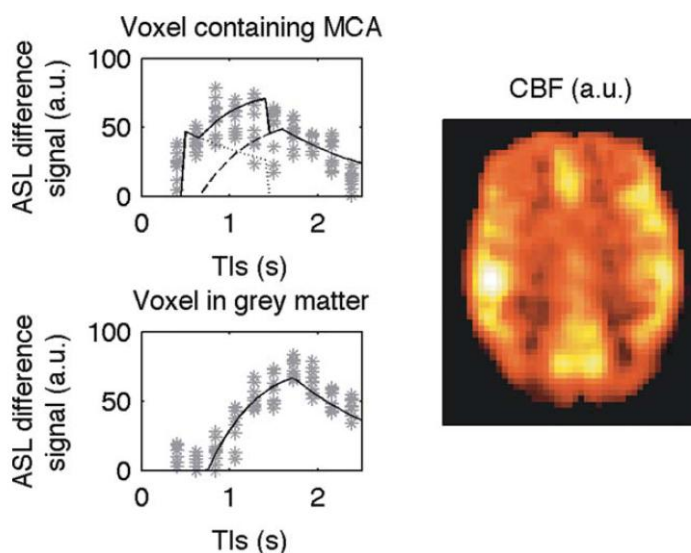 Voxel containing MCA
ASL difference
signal (a.u.)
100
50
0
0 1 2
TIs (s)
Voxel in grey matter
ASL difference
signal (a.u.)
100
50
0
0 1 2
TIs (s)
CBF (a.u.)